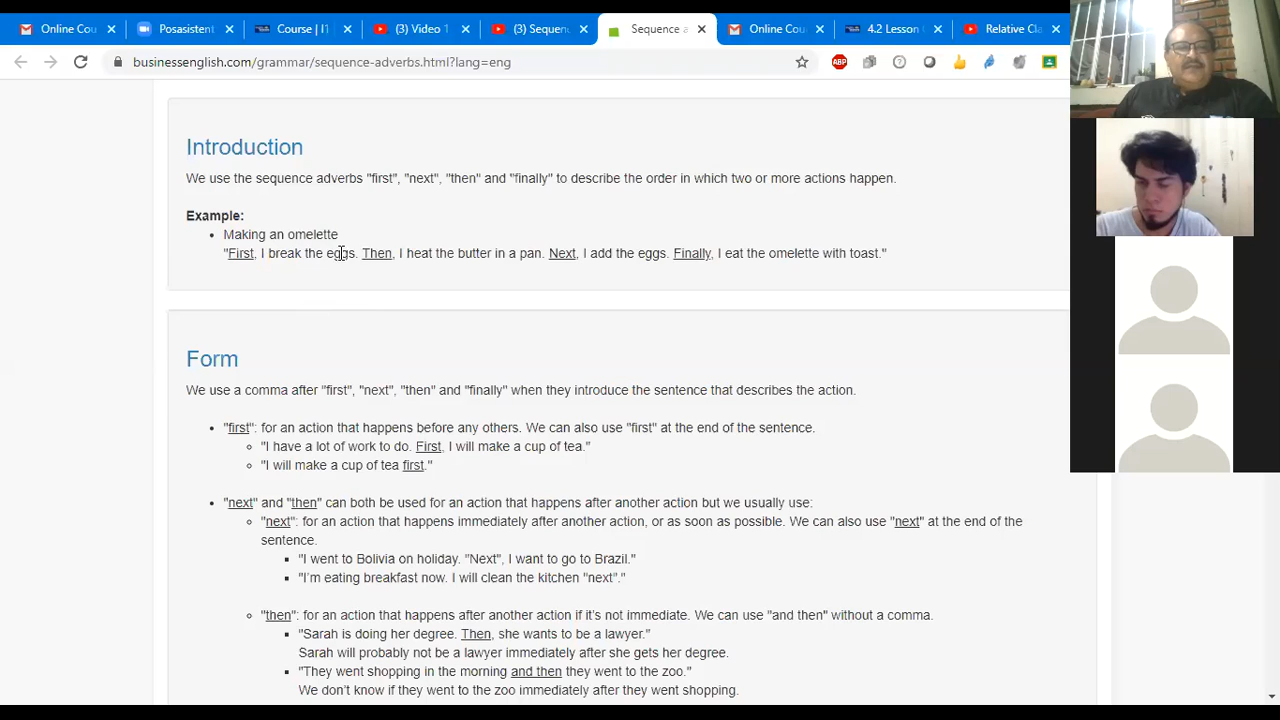 Online Cou
Posasistent
Course | I1
(3) Video 1
(3) Sequenc
Sequence a
Online Cou
4.2 Lesson
Relative Cla
businessenglish.com/grammar/sequence-adverbs.html?lang=eng
ABP
Introduction
We use the sequence adverbs "first", "next", "then" and "finally" to describe the order in which two or more actions happen.
Example:
• Making an omelette
"First, I break the eggs. Then, I heat the butter in a pan. Next, I add the eggs. Finally, I eat the omelette with toast."
Form
We use a comma after "first", "next", "then" and "finally" when they introduce the sentence that describes the action.
• "first": for an action that happens before any others. We can also use "first" at the end of the sentence.
○ "I have a lot of work to do. First, I will make a cup of tea."
○ "I will make a cup of tea first."
• "next" and "then" can both be used for an action that happens after another action but we usually use:
○ "next": for an action that happens immediately after another action, or as soon as possible. We can also use "next" at the end of the
sentence.
▪ "I went to Bolivia on holiday. "Next", I want to go to Brazil."
▪ "I'm eating breakfast now. I will clean the kitchen "next"."
○ "then": for an action that happens after another action if it's not immediate. We can use "and then" without a comma.
▪ "Sarah is doing her degree. Then, she wants to be a lawyer."
Sarah will probably not be a lawyer immediately after she gets her degree.
▪ "They went shopping in the morning and then they went to the zoo."
We don't know if they went to the zoo immediately after they went shopping.